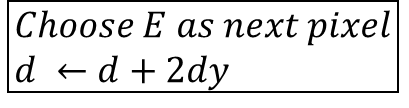 Choose E as next pixel
d ← d + 2dy